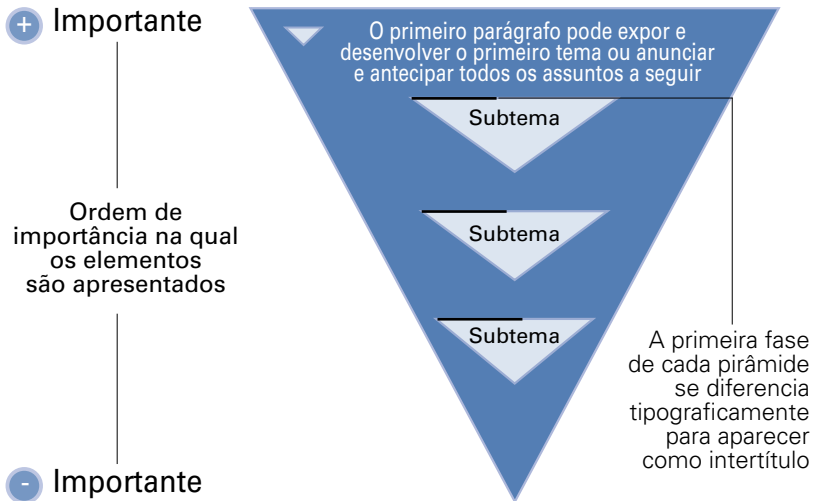 + Importante
O primeiro parágrafo pode expor e
desenvolver o primeiro tema ou anunciar
e antecipar todos os assuntos a seguir
Subtema
Ordem de
importância na qual
os elementos
são apresentados
Subtema
Subtema
A primeira fase
de cada pirâmide
se diferencia
tipograficamente
para aparecer
como intertítulo
- Importante